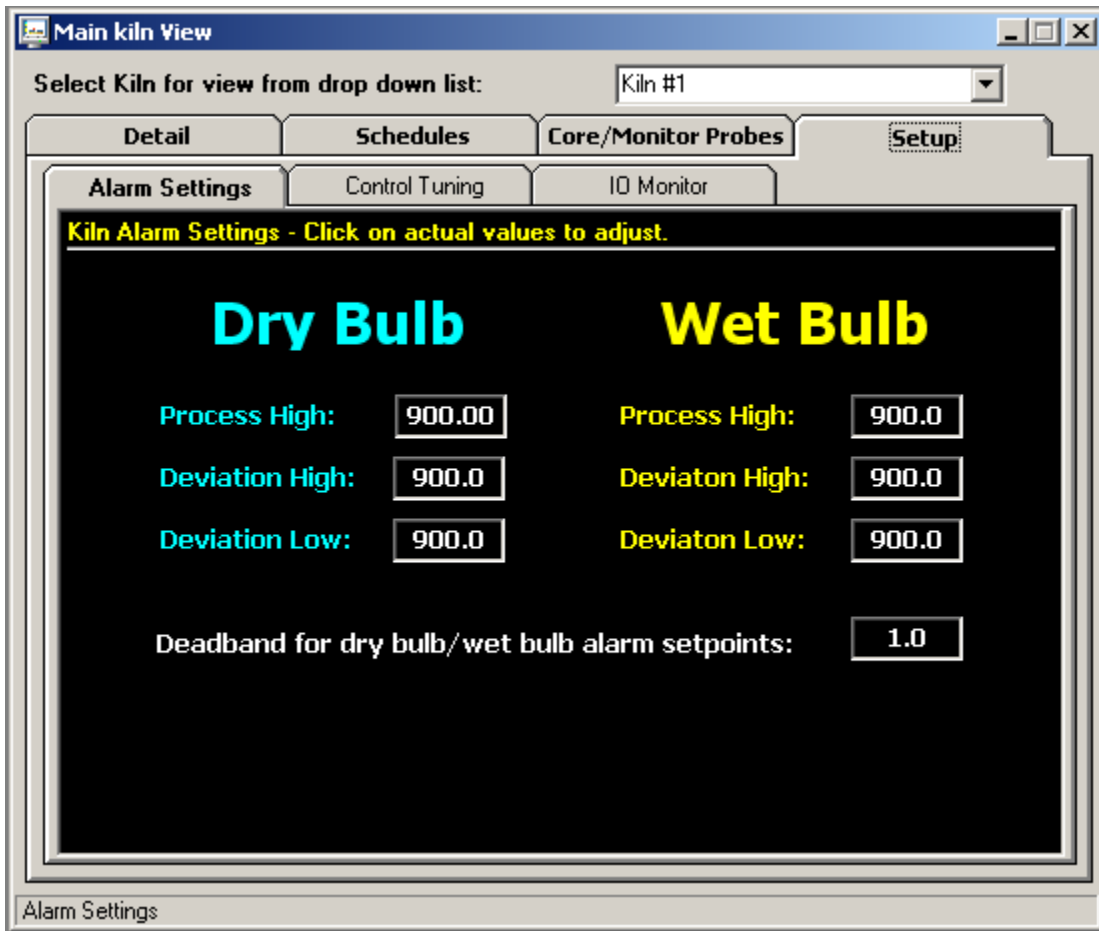 Main kiln View
Select Kiln for view from drop down list: Kiln #1
Detail Schedules Core/Monitor Probes Setup
Alarm Settings Control Tuning IO Monitor
Kiln Alarm Settings - Click on actual values to adjust.
Dry Bulb Wet Bulb
Process High: 900.00 Process High: 900.0
Deviation High: 900.0 Deviaton High: 900.0
Deviation Low: 900.0 Deviaton Low: 900.0
Deadband for dry bulb/wet bulb alarm setpoints: 1.0
Alarm Settings